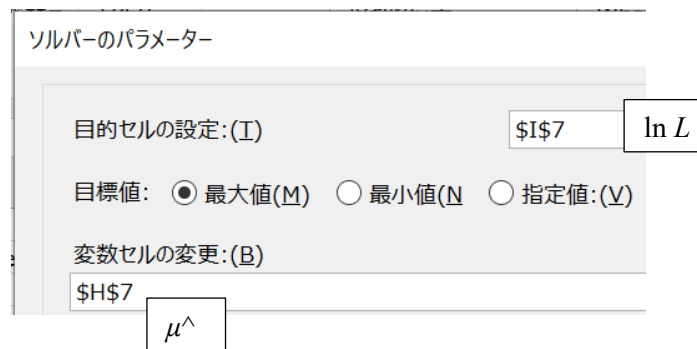 ソルバーのパラメーター
目的セルの設定:(T) $I$7 ln L
目標値: 最大値(M) 最小値(N 指定値:(V)
変数セルの変更:(B)
$H$7
μ^